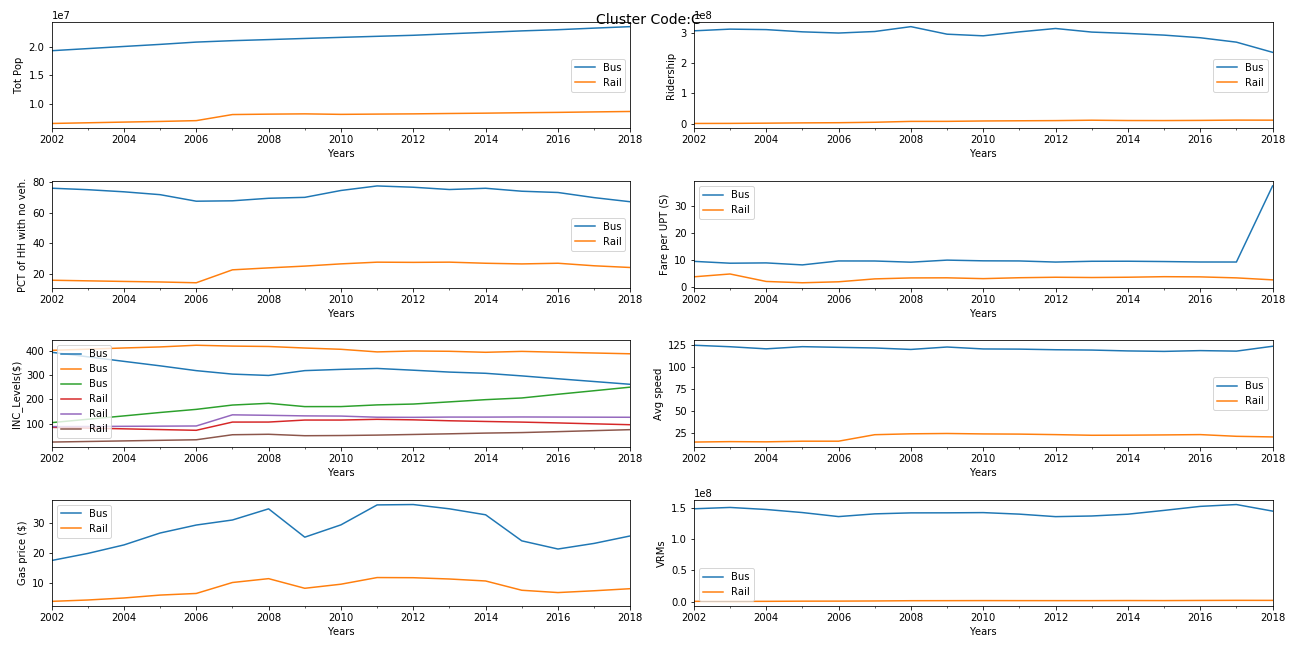 Cluster Code:C
1e7
2.0
1.5
1.0
Tot Pop
Bus
Rail
2002 2004 2006 2008 2010 2012 2014 2016 2018
Years
1e8
3
2
1
0
Ridership
Bus
Rail
2002 2004 2006 2008 2010 2012 2014 2016 2018
Years
80
60
40
20
PCT of HH with no veh.
Bus
Rail
2002 2004 2006 2008 2010 2012 2014 2016 2018
Years
30
20
10
0
Fare per UPT (S)
Bus
Rail
2002 2004 2006 2008 2010 2012 2014 2016 2018
Years
400
300
200
100
INC_Levels($)
Bus
Bus
Bus
Rail
Rail
Rail
2002 2004 2006 2008 2010 2012 2014 2016 2018
Years
125
100
75
50
25
Avg speed
Bus
Rail
2002 2004 2006 2008 2010 2012 2014 2016 2018
Years
30
20
10
Gas price ($)
Bus
Rail
2002 2004 2006 2008 2010 2012 2014 2016 2018
Years
1e8
1.5
1.0
0.5
0.0
VRMs
Bus
Rail
2002 2004 2006 2008 2010 2012 2014 2016 2018
Years